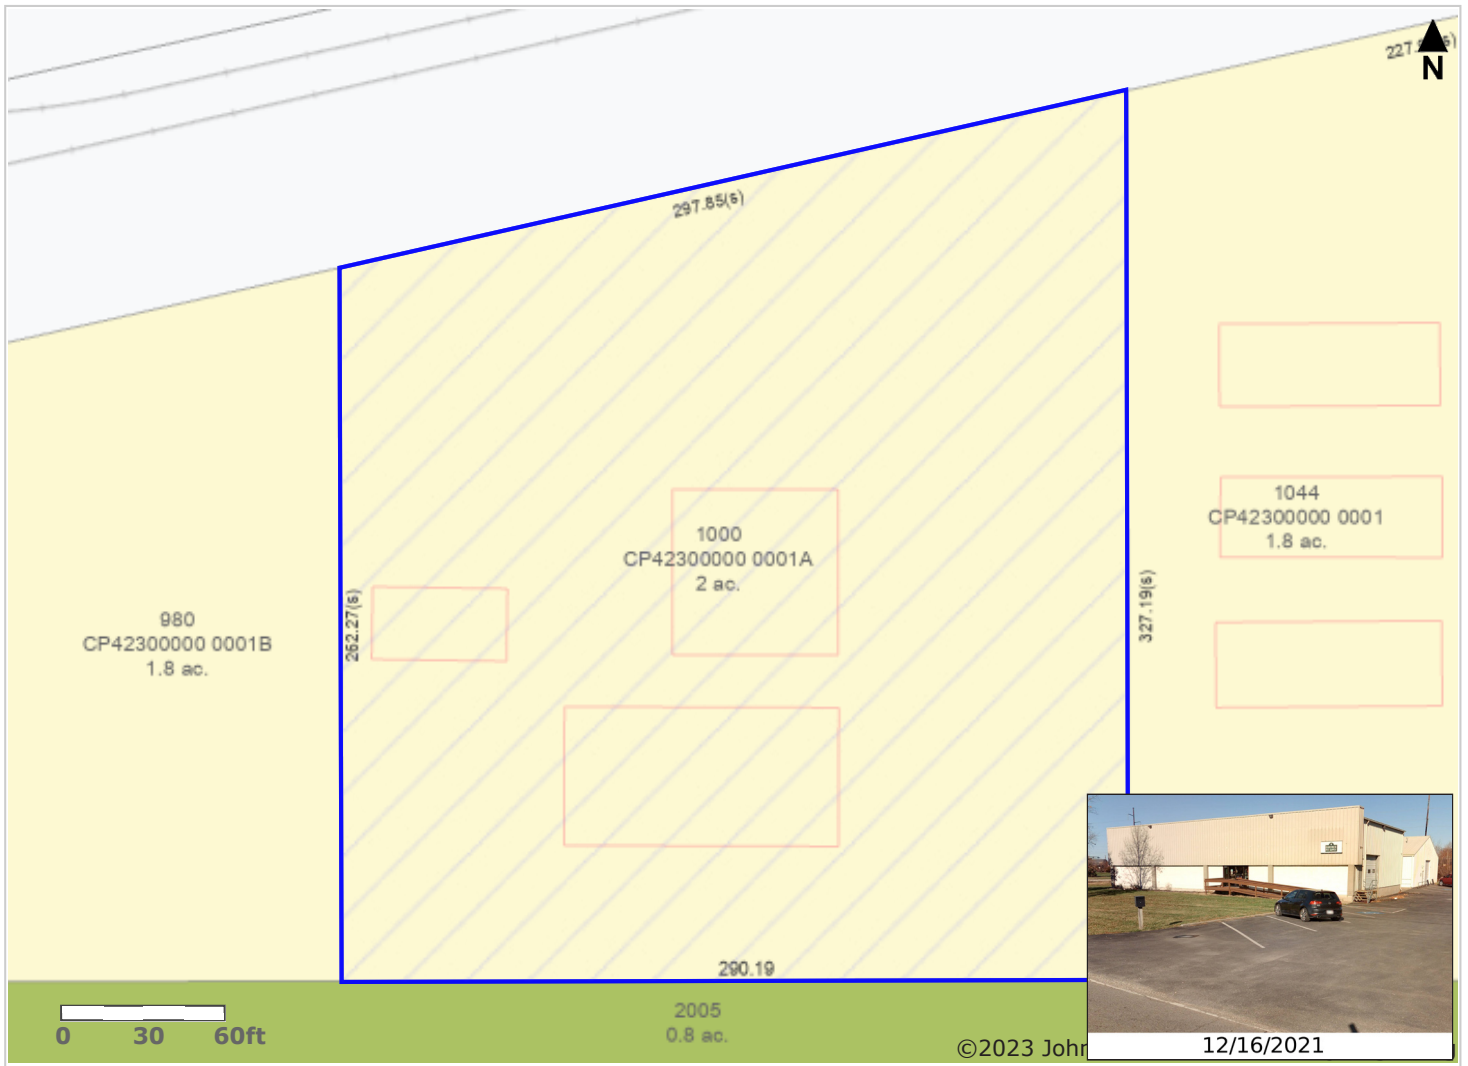 N
297.85(s)
1000
CP42300000 0001A
2 ac.
1044
CP42300000 0001
1.8 ac.
980
CP42300000 0001B
1.8 ac.
262.27(s)
327.19(s)
290.19
2005
0.8 ac.
0 30 60ft
©2023 John
12/16/2021